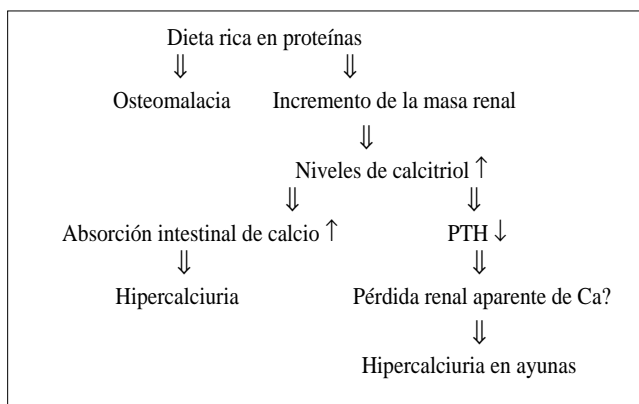 Dieta rica en proteínas
⇓ ⇓
Osteomalacia Incremento de la masa renal
⇓
Niveles de calcitriol ↑
⇓ ⇓
Absorción intestinal de calcio ↑ PTH ↓
⇓ ⇓
Hipercalciuria Pérdida renal aparente de Ca?
⇓
Hipercalciuria en ayunas